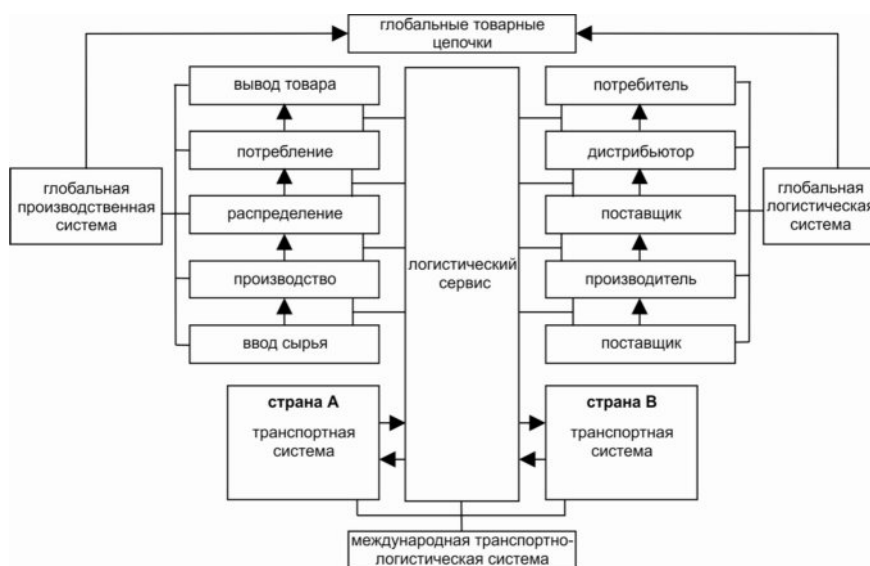 глобальные товарные
цепочки
вывод товара
потребление
распределение
производство
ввод сырья
глобальная
производственная
система
логистический
сервис
потребитель
дистрибьютор
поставщик
производитель
поставщик
глобальная
логистическая
система
страна А
транспортная
система
страна В
транспортная
система
международная транспортно-
логистическая система